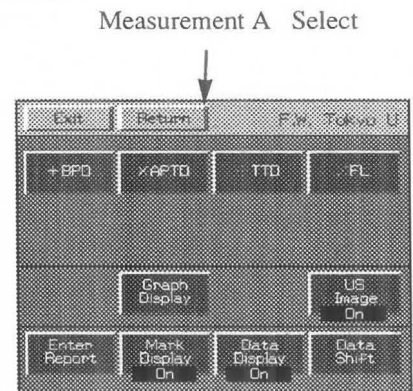 Measurement A Select
Exit Return F.W. Tokyo U
+BPD ×APTD TTD .FL
Graph Display
US Image On
Enter Report
Mark Display On
Data Display On
Data Shift